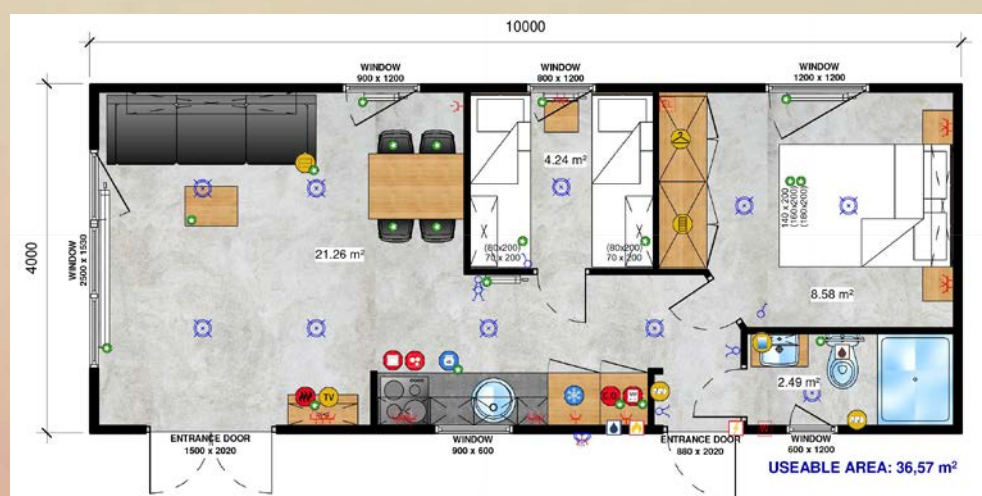 10000
4000
WINDOW
900 x 1200
WINDOW
800 x 1200
WINDOW
1200 x 1200
WINDOW
2500 x 1530
21.26 m²
4.24 m²
(80x200)
70 x 200
(80x200)
70 x 200
140 x 200
(160x200)
(180x200)
8.58 m²
2.49 m²
TV
C.O
ENTRANCE DOOR
1500 x 2020
WINDOW
900 x 600
ENTRANCE DOOR
880 x 2020
WINDOW
600 x 1200
USEABLE AREA: 36,57 m²